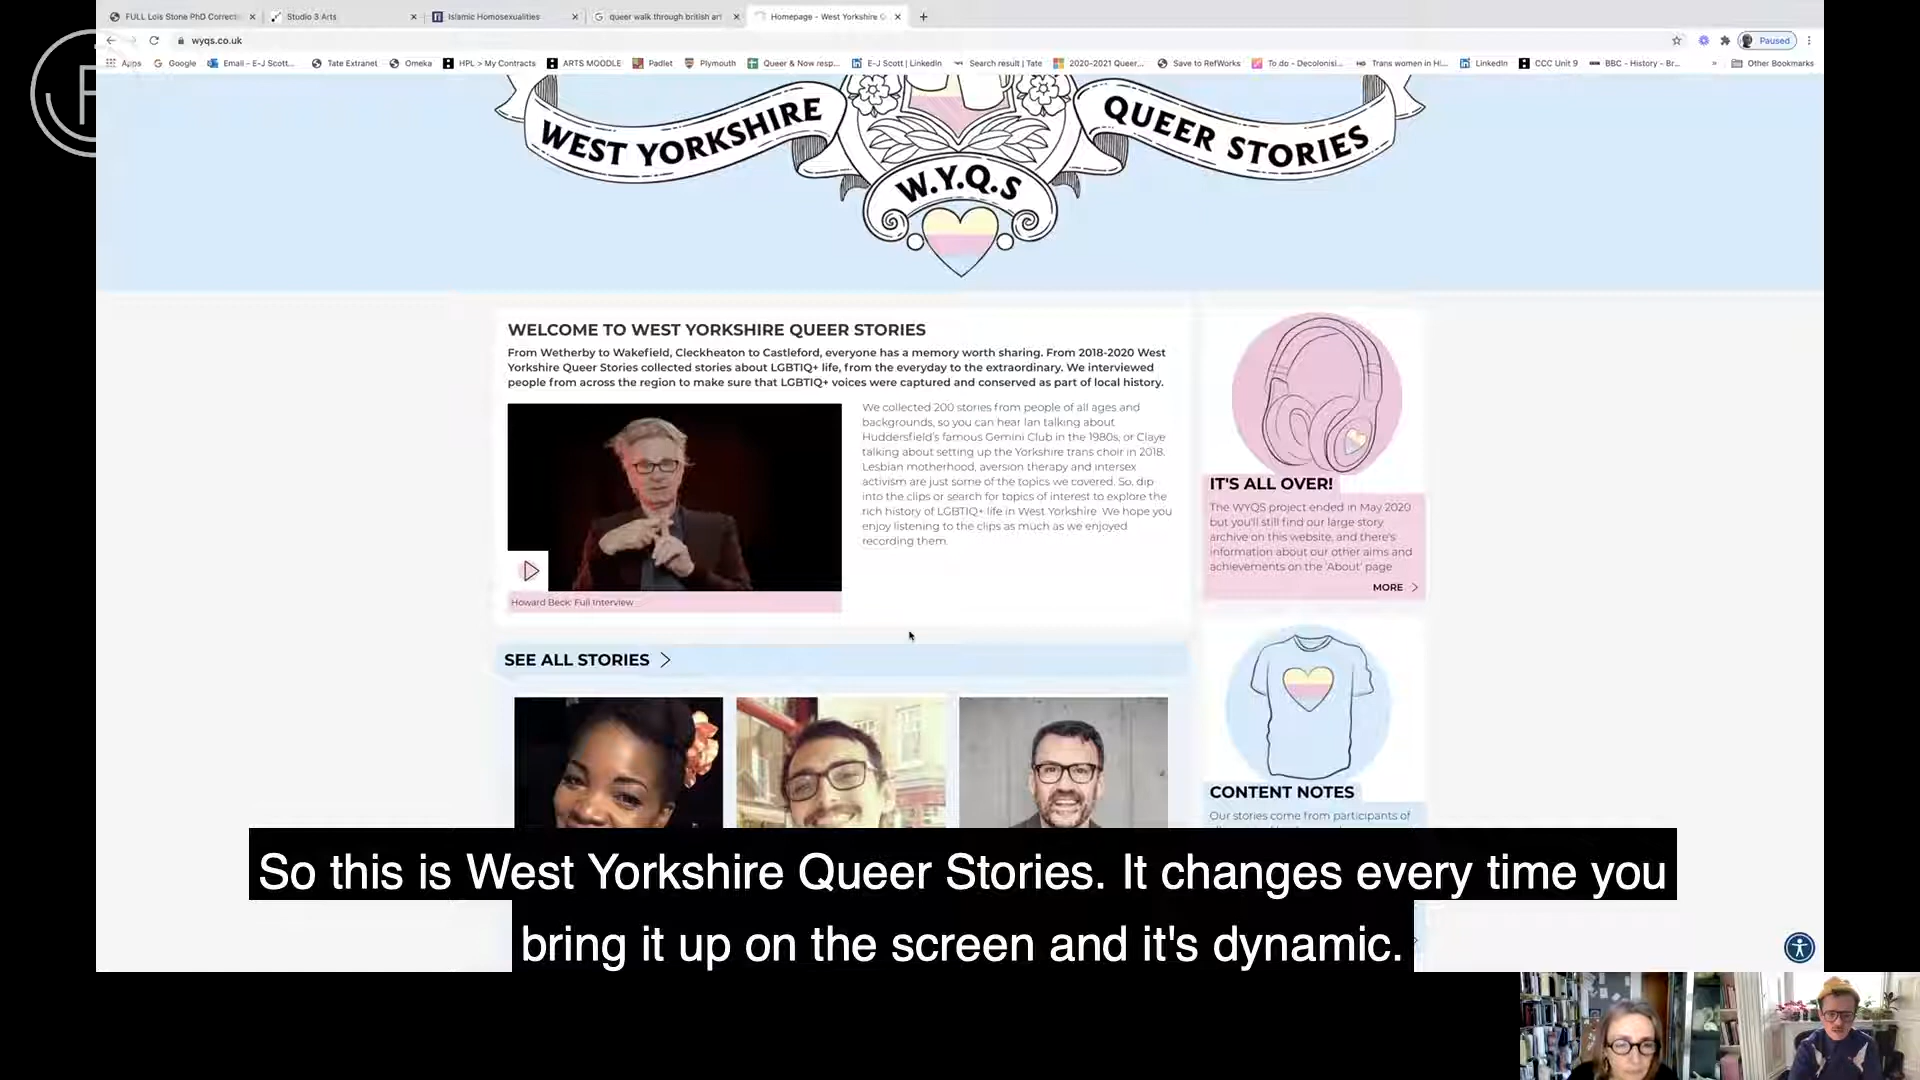 FULL Lois Stone PhD Correcti
Studio 3 Arts
Islamic Homosexualities
queer walk through british art
Homepage - West Yorkshire Q
wyqs.co.uk
Paused
Apps
Google
Email – E-J Scott...
Tate Extranet
Omeka
HPL > My Contracts
ARTS MOODLE
Padlet
Plymouth
Queer & Now resp...
E-J Scott | LinkedIn
Search result | Tate
2020-2021 Queer...
Save to RefWorks
To do - Decolonisi...
Trans women in Hi...
LinkedIn
CCC Unit 9
BBC - History - Br...
Other Bookmarks
WEST YORKSHIRE
QUEER STORIES
W.Y.Q.S
WELCOME TO WEST YORKSHIRE QUEER STORIES
From Wetherby to Wakefield, Cleckheaton to Castleford, everyone has a memory worth sharing. From 2018-2020 West
Yorkshire Queer Stories collected stories about LGBTIQ+ life, from the everyday to the extraordinary. We interviewed
people from across the region to make sure that LGBTIQ+ voices were captured and conserved as part of local history.
We collected 200 stories from people of all ages and
backgrounds, so you can hear Ian talking about
Huddersfield's famous Gemini Club in the 1980s, or Claye
talking about setting up the Yorkshire trans choir in 2018.
Lesbian motherhood, aversion therapy and intersex
activism are just some of the topics we covered. So, dip
into the clips or search for topics of interest to explore the
rich history of LGBTIQ+ life in West Yorkshire. We hope you
enjoy listening to the clips as much as we enjoyed
recording them.
Howard Beck: Full Interview
IT'S ALL OVER!
The WYQS project ended in May 2020
but you'll still find our large story
archive on this website, and there's
information about our other aims and
achievements on the 'About' page
MORE
SEE ALL STORIES
CONTENT NOTES
Our stories come from participants of
So this is West Yorkshire Queer Stories. It changes every time you
bring it up on the screen and it's dynamic.